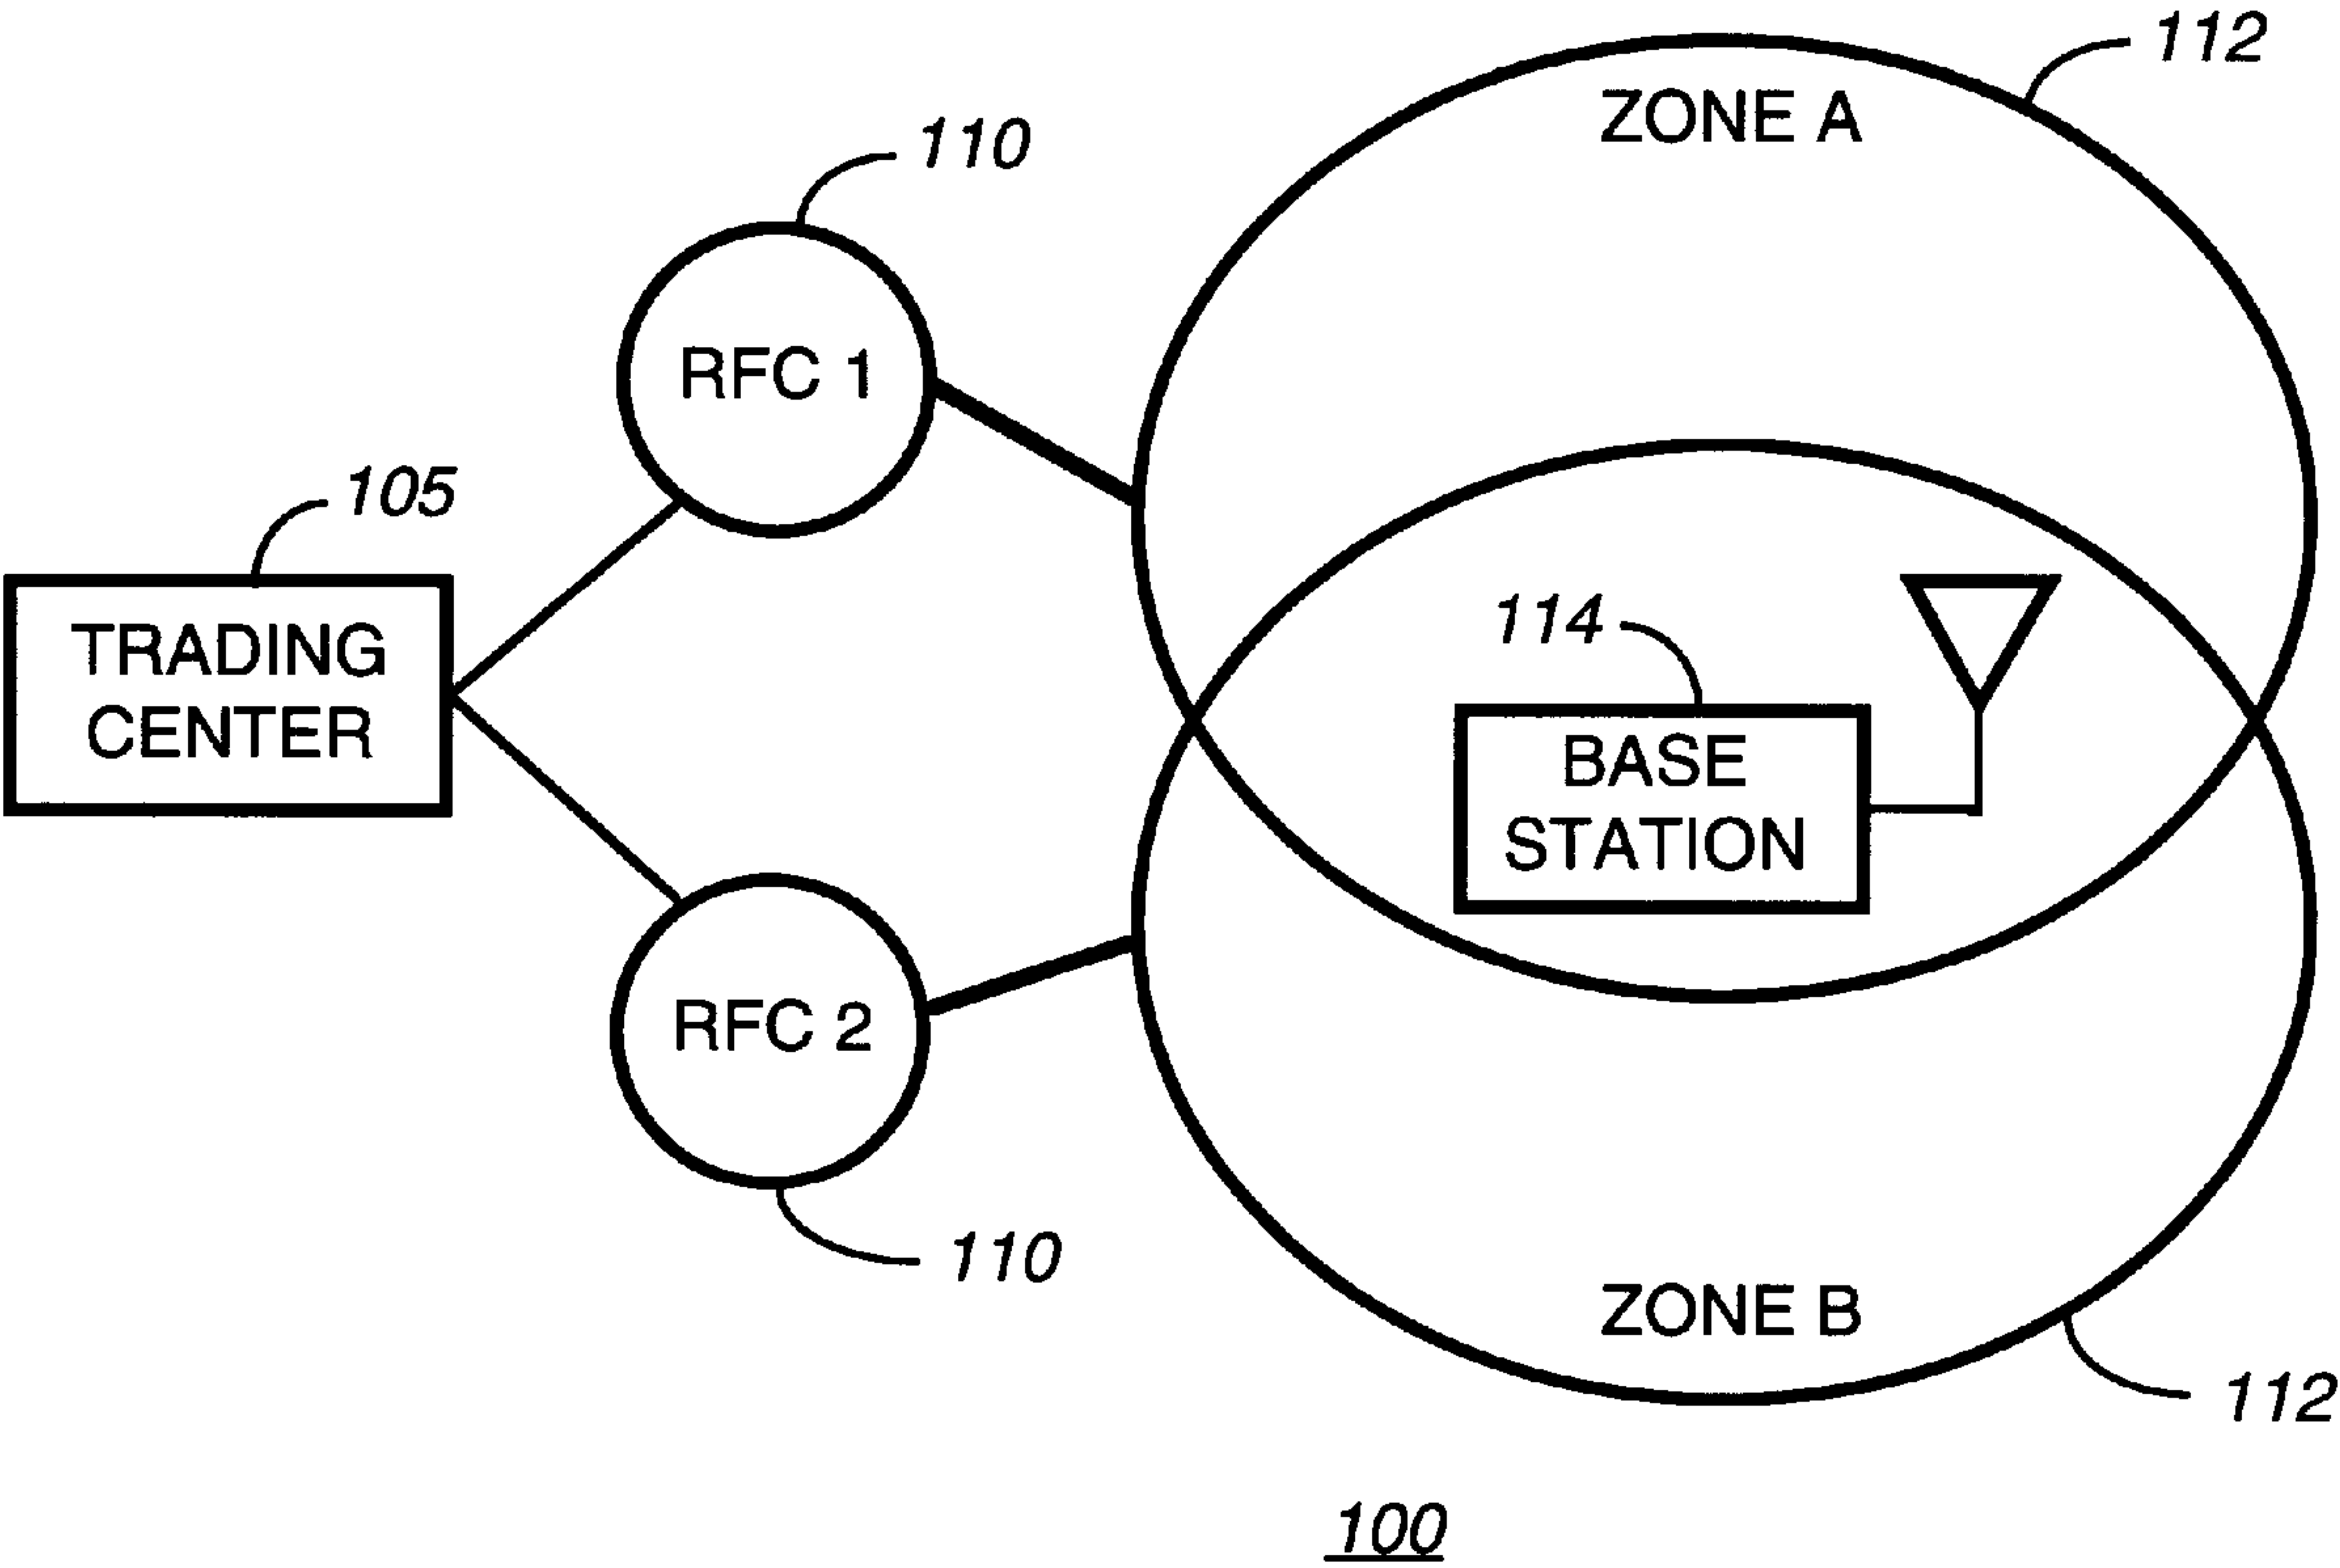 112
ZONE A
110
RFC 1
105
TRADING
CENTER
114
BASE
STATION
RFC 2
110
ZONE B
112
100